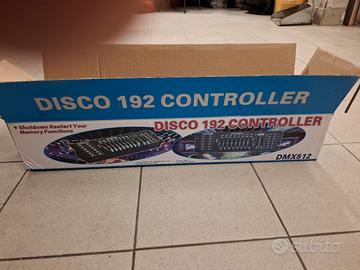 DISCO 192 CONTROLLER
• Shutdown Restart Your
Memory Functions
DISCO 192 CONTROLLER
DMX512
subito